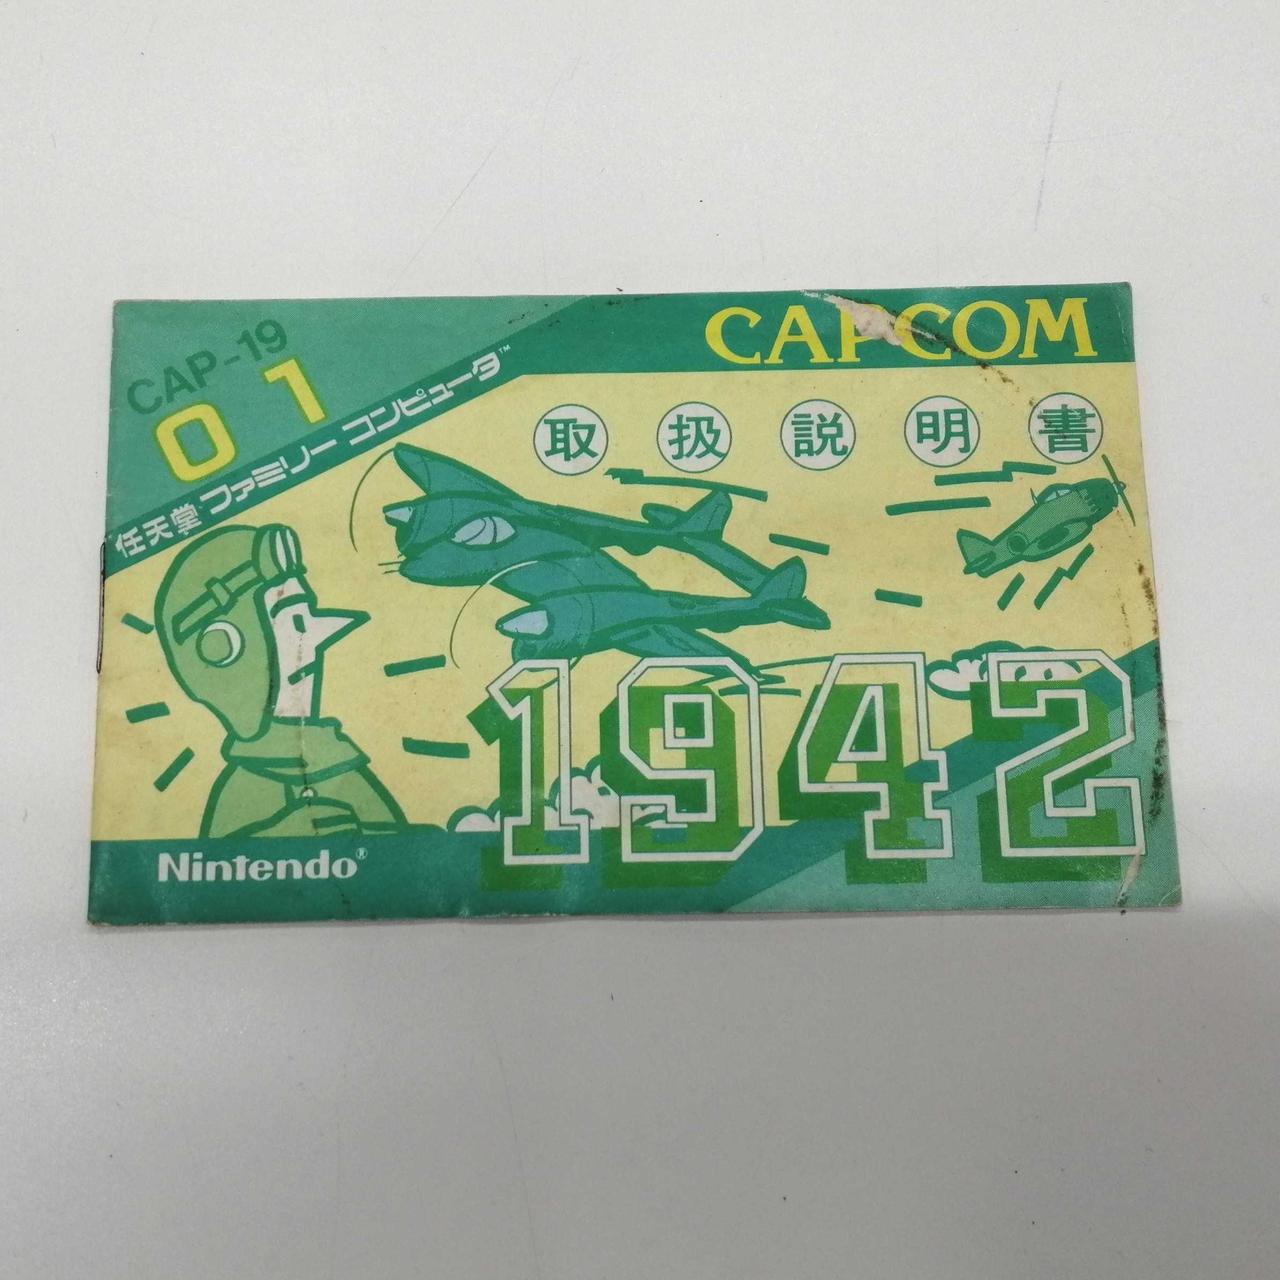 CAP-19
01
任天堂 ファミリー コンピュータ™
CAPCOM
取扱説明書
1942
Nintendo®